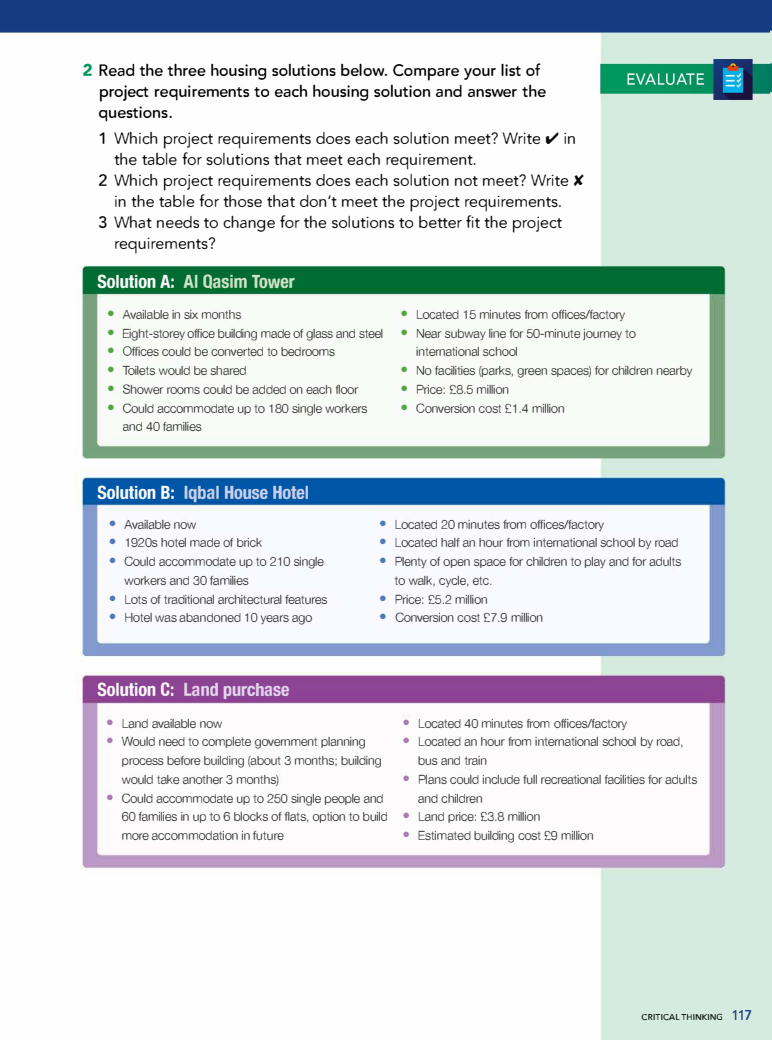 2 Read the three housing solutions below. Compare your list of
project requirements to each housing solution and answer the
questions.
EVALUATE
1 Which project requirements does each solution meet? Write ✔ in
the table for solutions that meet each requirement.
2 Which project requirements does each solution not meet? Write ✘
in the table for those that don't meet the project requirements.
3 What needs to change for the solutions to better fit the project
requirements?
Solution A: Al Qasim Tower
• Available in six months
• Eight-storey office building made of glass and steel
• Offices could be converted to bedrooms
• Toilets would be shared
• Shower rooms could be added on each floor
• Could accommodate up to 180 single workers
and 40 families
• Located 15 minutes from offices/factory
• Near subway line for 50-minute journey to
international school
• No facilities (parks, green spaces) for children nearby
• Price: £8.5 million
• Conversion cost £1.4 million
Solution B: Iqbal House Hotel
• Available now
• 1920s hotel made of brick
• Could accommodate up to 210 single
workers and 30 families
• Lots of traditional architectural features
• Hotel was abandoned 10 years ago
• Located 20 minutes from offices/factory
• Located half an hour from international school by road
• Plenty of open space for children to play and for adults
to walk, cycle, etc.
• Price: £5.2 million
• Conversion cost £7.9 million
Solution C: Land purchase
• Land available now
• Would need to complete government planning
process before building (about 3 months; building
would take another 3 months)
• Could accommodate up to 250 single people and
60 families in up to 6 blocks of flats, option to build
more accommodation in future
• Located 40 minutes from offices/factory
• Located an hour from international school by road,
bus and train
• Plans could include full recreational facilities for adults
and children
• Land price: £3.8 million
• Estimated building cost £9 million
CRITICAL THINKING 117